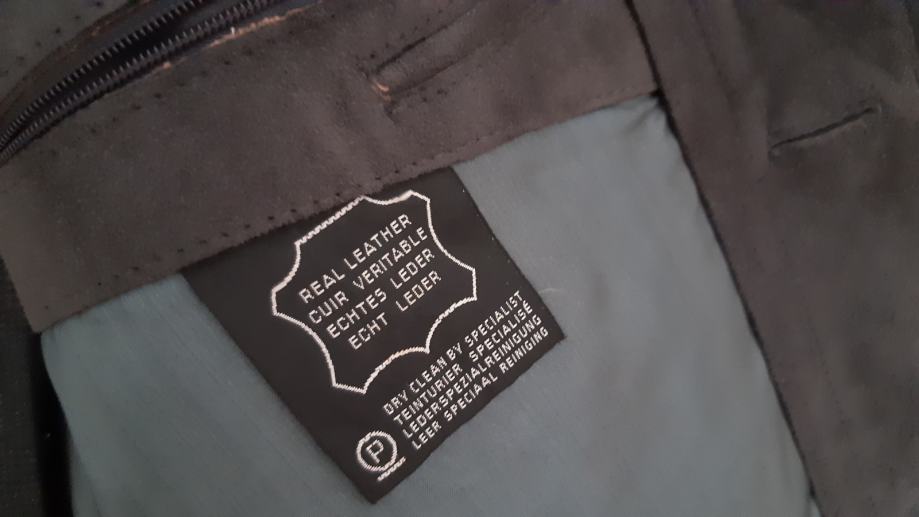 REAL LEATHER
CUIR VERITABLE
ECHTES LEDER
ECHT LEDER
DRY CLEAN BY SPECIALIST
TEINTURIER SPECIALISE
LEDERSPEZIALREINIGUNG
LEER SPECIAAL REINIGING
P